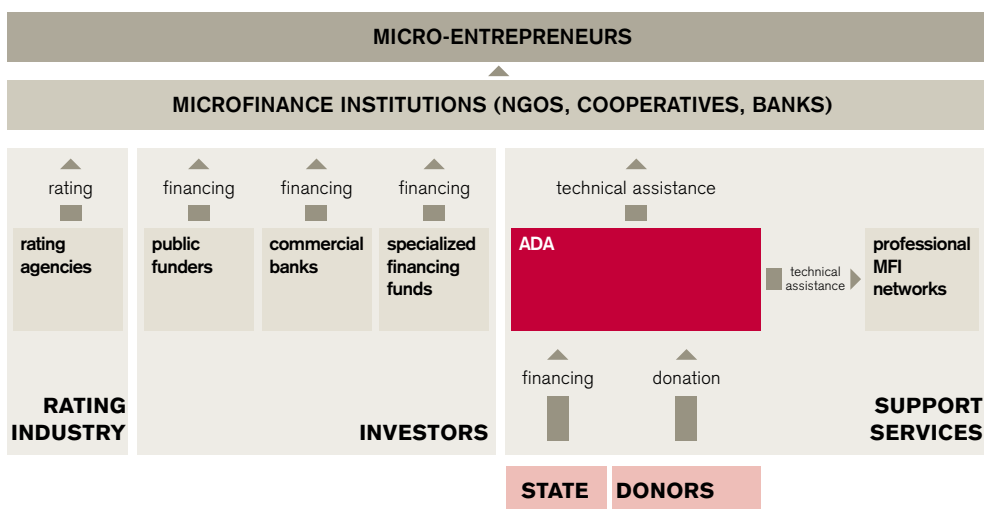 MICRO-ENTREPRENEURS
MICROFINANCE INSTITUTIONS (NGOS, COOPERATIVES, BANKS)
rating
financing
financing
financing
technical assistance
rating
agencies
public
funders
commercial
banks
specialized
financing
funds
ADA
technical
assistance
professional
MFI
networks
financing
donation
RATING
INDUSTRY
INVESTORS
SUPPORT
SERVICES
STATE
DONORS